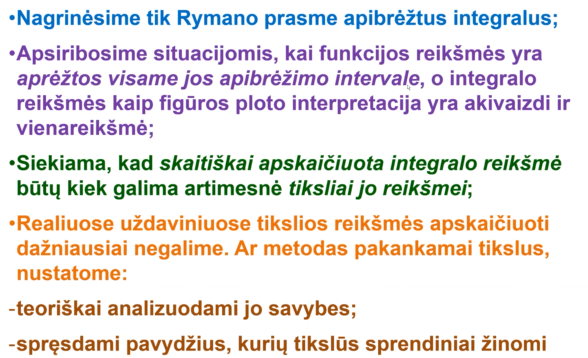 •Nagrinėsime tik Rymano prasme apibrėžtus integralus;
•Apsiribosime situacijomis, kai funkcijos reikšmės yra
aprėžtos visame jos apibrėžimo intervale, o integralo
reikšmės kaip figūros ploto interpretacija yra akivaizdi ir
vienareikšmė;
•Siekiama, kad skaitiškai apskaičiuota integralo reikšmė
būtų kiek galima artimesnė tiksliai jo reikšmei;
•Realiuose uždaviniuose tikslios reikšmės apskaičiuoti
dažniausiai negalime. Ar metodas pakankamai tikslus,
nustatome:
-teoriškai analizuodami jo savybes;
-spręsdami pavydžius, kurių tikslūs sprendiniai žinomi